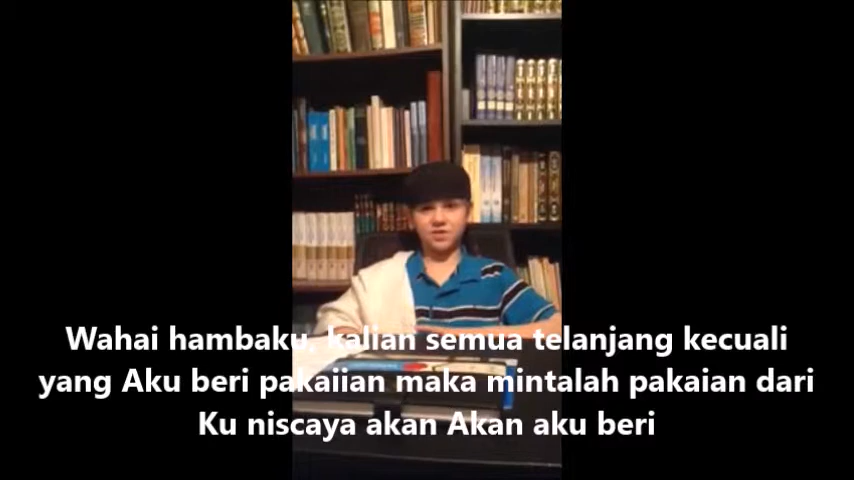 Wahai hambaku, kalian semua telanjang kecuali
yang Aku beri pakaiian maka mintalah pakaian dari
Ku niscaya akan Akan aku beri